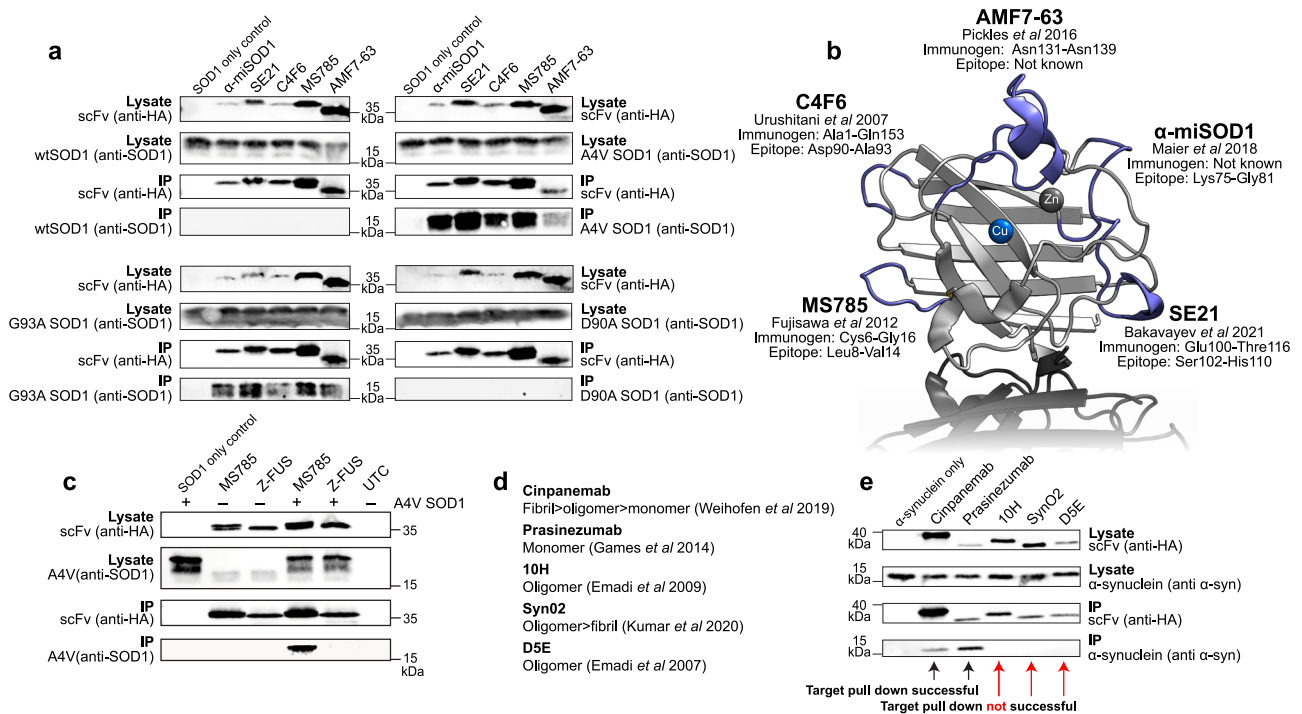 a
SOD1 only control
α-miSOD1
SE21
C4F6
MS785
AMF7-63
SOD1 only control
α-miSOD1
SE21
C4F6
MS785
AMF7-63
Lysate
scFv (anti-HA)
35
kDa
Lysate
scFv (anti-HA)
Lysate
wtSOD1 (anti-SOD1)
15
kDa
Lysate
A4V SOD1 (anti-SOD1)
IP
scFv (anti-HA)
35
kDa
IP
scFv (anti-HA)
IP
wtSOD1 (anti-SOD1)
15
kDa
IP
A4V SOD1 (anti-SOD1)
Lysate
scFv (anti-HA)
35
kDa
Lysate
scFv (anti-HA)
Lysate
G93A SOD1 (anti-SOD1)
15
kDa
Lysate
D90A SOD1 (anti-SOD1)
IP
scFv (anti-HA)
35
kDa
IP
scFv (anti-HA)
IP
G93A SOD1 (anti-SOD1)
15
kDa
IP
D90A SOD1 (anti-SOD1)
b
AMF7-63
Pickles et al 2016
Immunogen: Asn131-Asn139
Epitope: Not known
C4F6
Urushitani et al 2007
Immunogen: Ala1-Gln153
Epitope: Asp90-Ala93
α-miSOD1
Maier et al 2018
Immunogen: Not known
Epitope: Lys75-Gly81
Zn
Cu
MS785
Fujisawa et al 2012
Immunogen: Cys6-Gly16
Epitope: Leu8-Val14
SE21
Bakavayev et al 2021
Immunogen: Glu100-Thre116
Epitope: Ser102-His110
c
SOD1 only control
MS785
Z-FUS
MS785
Z-FUS
UTC
+ − − + + − A4V SOD1
Lysate
scFv (anti-HA)
35
Lysate
A4V(anti-SOD1)
15
IP
scFv (anti-HA)
35
IP
A4V(anti-SOD1)
15
kDa
d
Cinpanemab
Fibril>oligomer>monomer (Weihofen et al 2019)
Prasinezumab
Monomer (Games et al 2014)
10H
Oligomer (Emadi et al 2009)
Syn02
Oligomer>fibril (Kumar et al 2020)
D5E
Oligomer (Emadi et al 2007)
e
α-synuclein only
Cinpanemab
Prasinezumab
10H
SynO2
D5E
40
kDa
Lysate
scFv (anti-HA)
15
kDa
Lysate
α-synuclein (anti α-syn)
40
kDa
IP
scFv (anti-HA)
15
kDa
IP
α-synuclein (anti α-syn)
Target pull down successful
Target pull down not successful